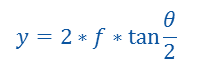 y = 2 * f * tan θ/2